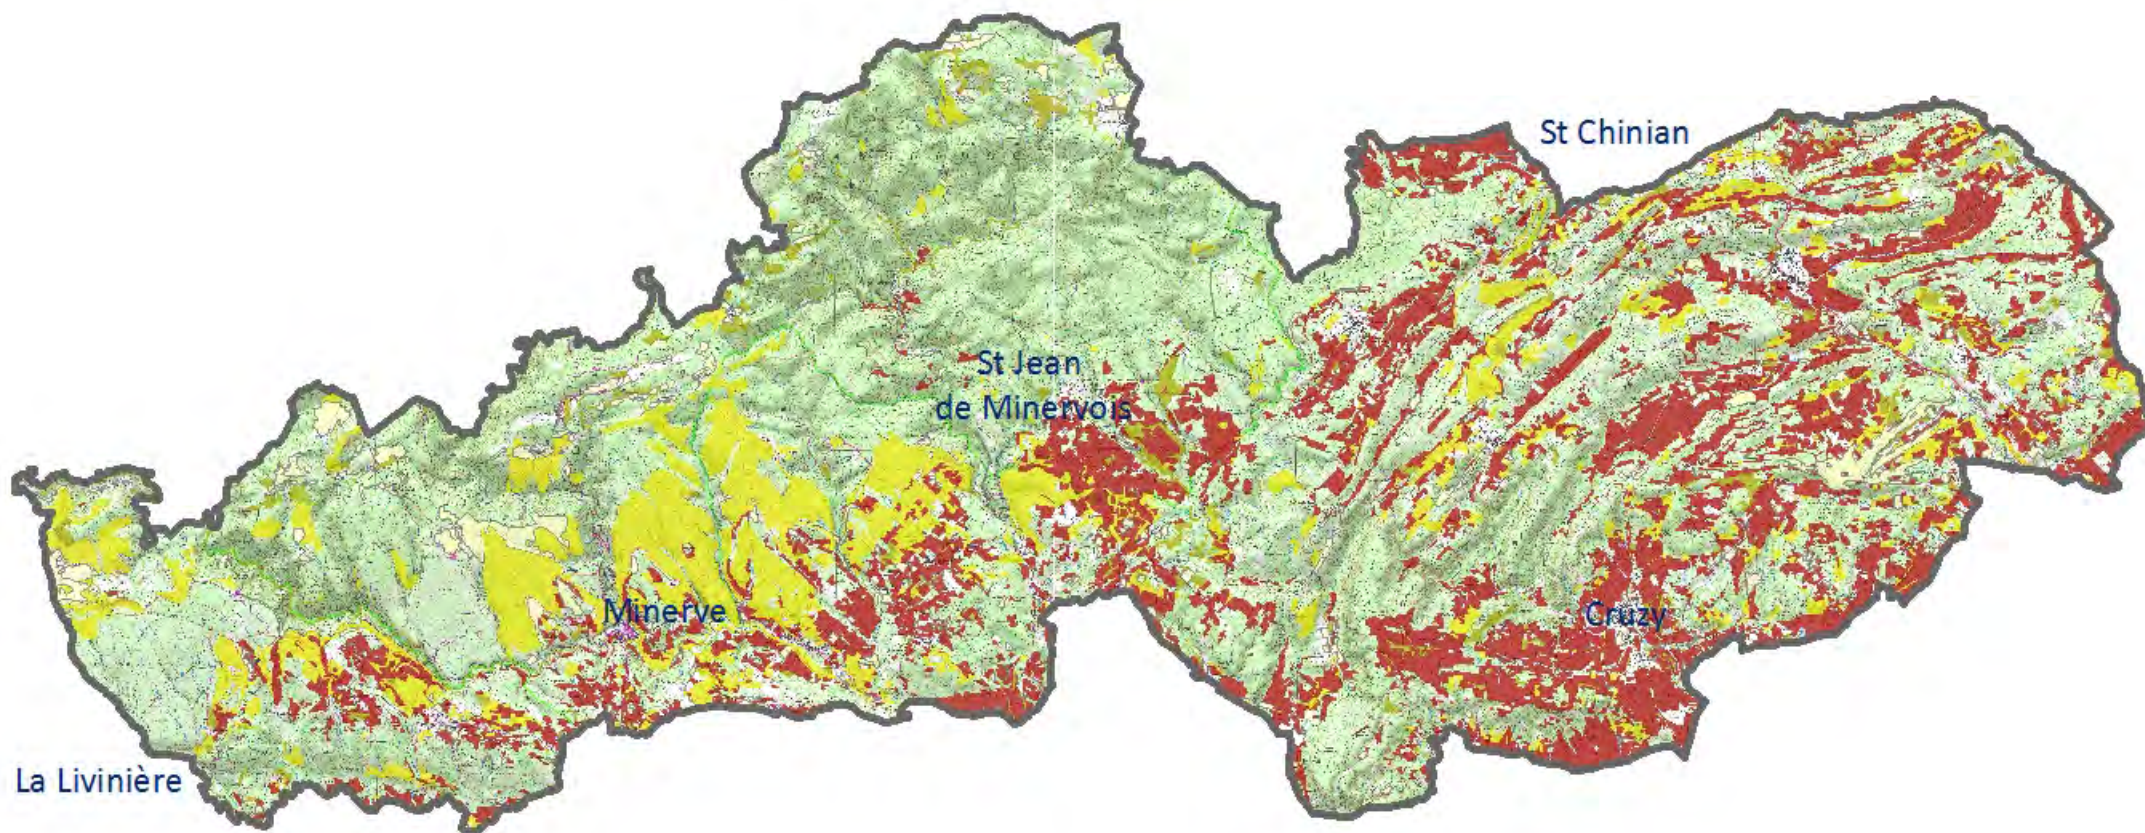 St Chinian
St Jean
de Minervois
Minerve
Cruzy
La Livinière